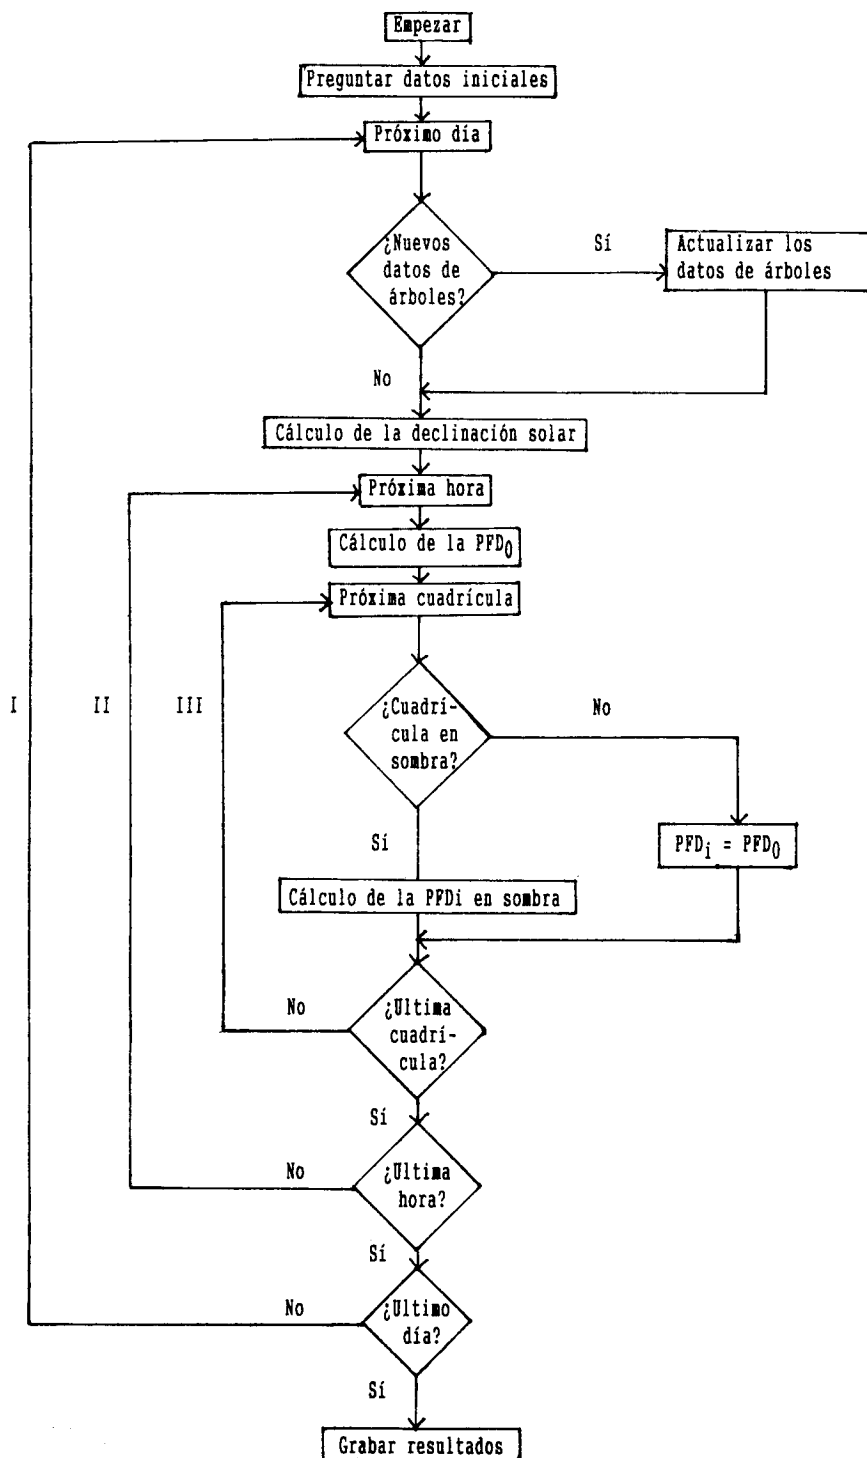 Empezar
Preguntar datos iniciales
Próximo día
¿Nuevos
datos de
árboles?
Sí
Actualizar los
datos de árboles
No
Cálculo de la declinación solar
Próxima hora
Cálculo de la PFD0
Próxima cuadrícula
I
II
III
¿Cuadrí-
cula en
sombra?
No
Sí
PFDi = PFD0
Cálculo de la PFDi en sombra
No
¿Ultima
cuadrí-
cula?
Sí
No
¿Ultima
hora?
Sí
No
¿Ultimo
día?
Sí
Grabar resultados